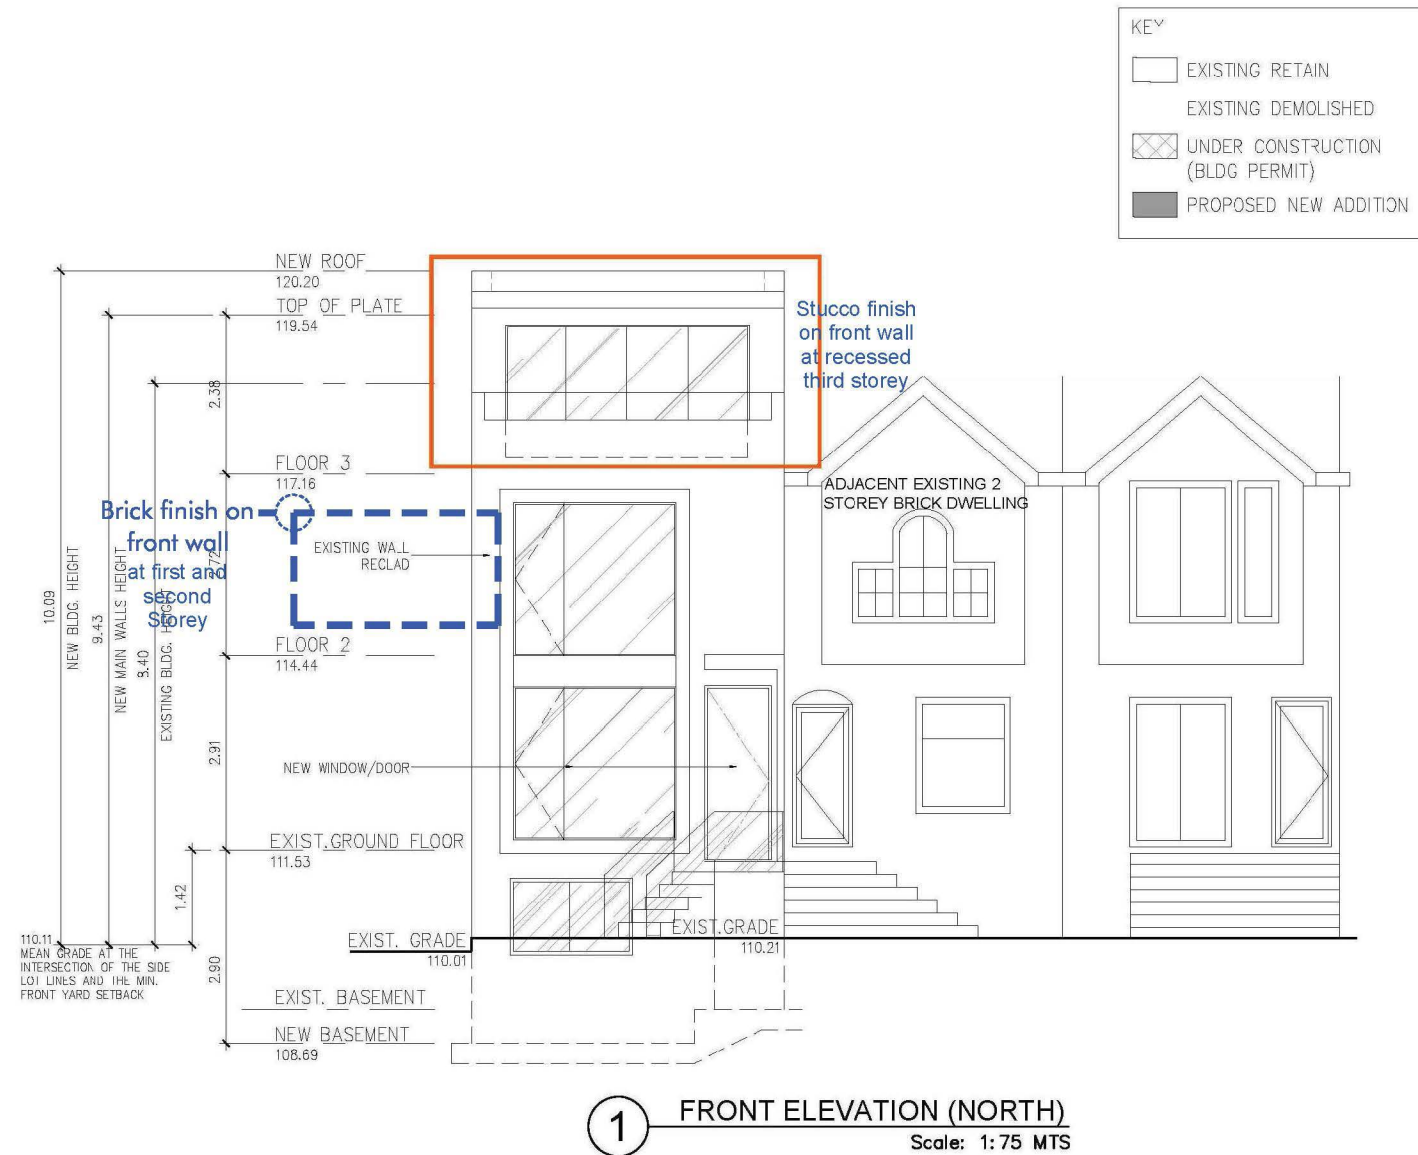 KEY
EXISTING RETAIN
EXISTING DEMOLISHED
UNDER CONSTRUCTION
(BLDG PERMIT)
PROPOSED NEW ADDITION
NEW ROOF
120.20
TOP OF PLATE
119.54
2.38
Stucco finish
on front wall
at recessed
third storey
FLOOR 3
117.16
ADJACENT EXISTING 2
STOREY BRICK DWELLING
Brick finish on
front wall
at first and
second
Storey
2.72
EXISTING WALL
RECLAD
10.09
NEW BLDG. HEIGHT
9.43
NEW MAIN WALLS HEIGHT
8.40
EXISTING BLDG. HEIGHT
FLOOR 2
114.44
2.91
NEW WINDOW/DOOR
EXIST.GROUND FLOOR
111.53
1.42
EXIST. GRADE
110.01
EXIST.GRADE
110.21
110.11
MEAN GRADE AT THE
INTERSECTION OF THE SIDE
LOT LINES AND THE MIN.
FRONT YARD SETBACK
2.90
EXIST. BASEMENT
NEW BASEMENT
108.69
1
FRONT ELEVATION (NORTH)
Scale: 1:75 MTS